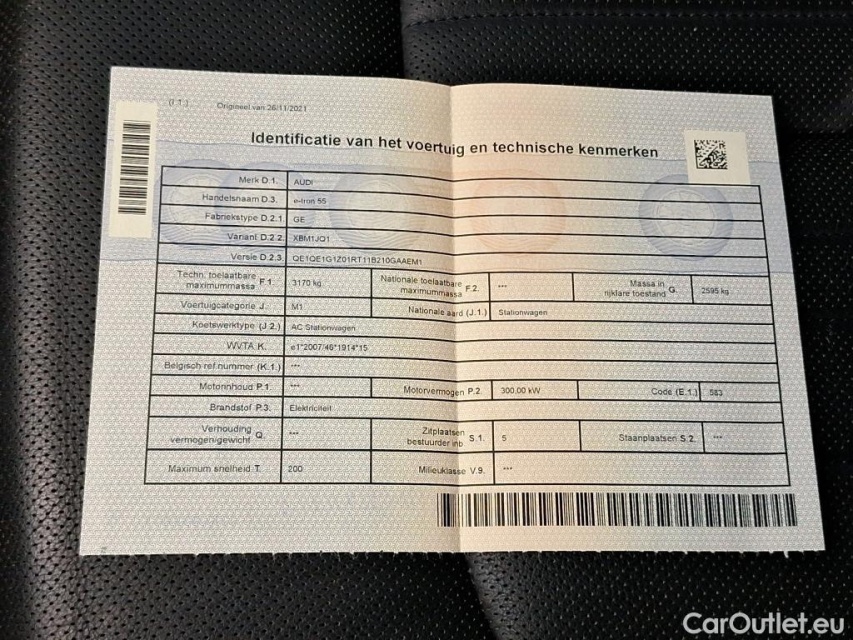 (I.1.) Origineel van 26/11/2021
Identificatie van het voertuig en technische kenmerken
Merk D.1. AUDI
Handelsnaam D.3. e-tron 55
Fabriekstype D.2.1. GE
Variant D.2.2. XBM1JQ1
Versie D.2.3. QE1QE1G1Z01RT11B210GAAEM1
Techn. toelaatbare maximummassa F.1. 3170 kg Nationale toelaatbare maximummassa F.2. *** Massa in rijklare toestand G 2595 kg
Voertuigcategorie J. M1 Nationale aard (J.1.) Stationwagen
Koetswerktype (J.2.) AC Stationwagen
WVTA K. e1*2007/46*1914*15
Belgisch ref.nummer (K.1.) ***
Motorinhoud P.1. *** Motorvermogen P.2. 300.00 kW Code (E.1.) 583
Brandstof P.3. Elektriciteit
Verhouding vermogen/gewicht Q. *** Zitplaatsen bestuurder inb S.1. 5 Staanplaatsen S.2. ***
Maximum snelheid T. 200 Milieuklasse V.9. ***
CarOutlet.eu